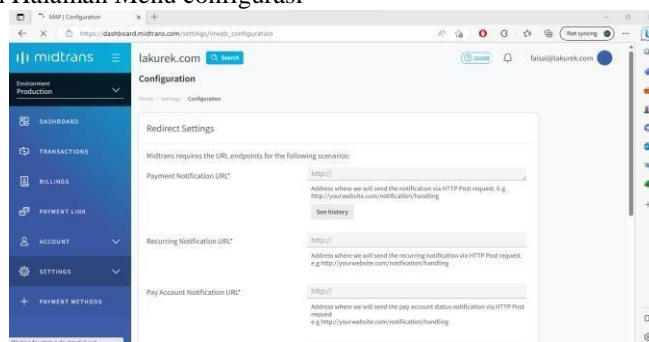 Halaman Menu configurasi
MAP | Configuration
https://dashboard.midtrans.com/settings/vtweb_configuration
Not syncing
midtrans
lakurek.com Search
GUIDE
faisal@lakurek.com
Environment
Production
Configuration
Home - Settings - Configuration
DASHBOARD
TRANSACTIONS
BILLINGS
PAYMENT LINK
ACCOUNT
SETTINGS
PAYMENT METHODS
Redirect Settings
Midtrans requires the URL endpoints for the following scenarios:
Payment Notification URL*
http://
Address where we will send the notification via HTTP Post request. E.g
http://yourwebsite.com/notification/handling
See history
Recurring Notification URL*
http://
Address where we will send the recurring notification via HTTP Post request.
e.g http://yourwebsite.com/notification/handling
Pay Account Notification URL*
http://
Address where we will send the pay account status notification via HTTP Post
request
e.g http://yourwebsite.com/notification/handling